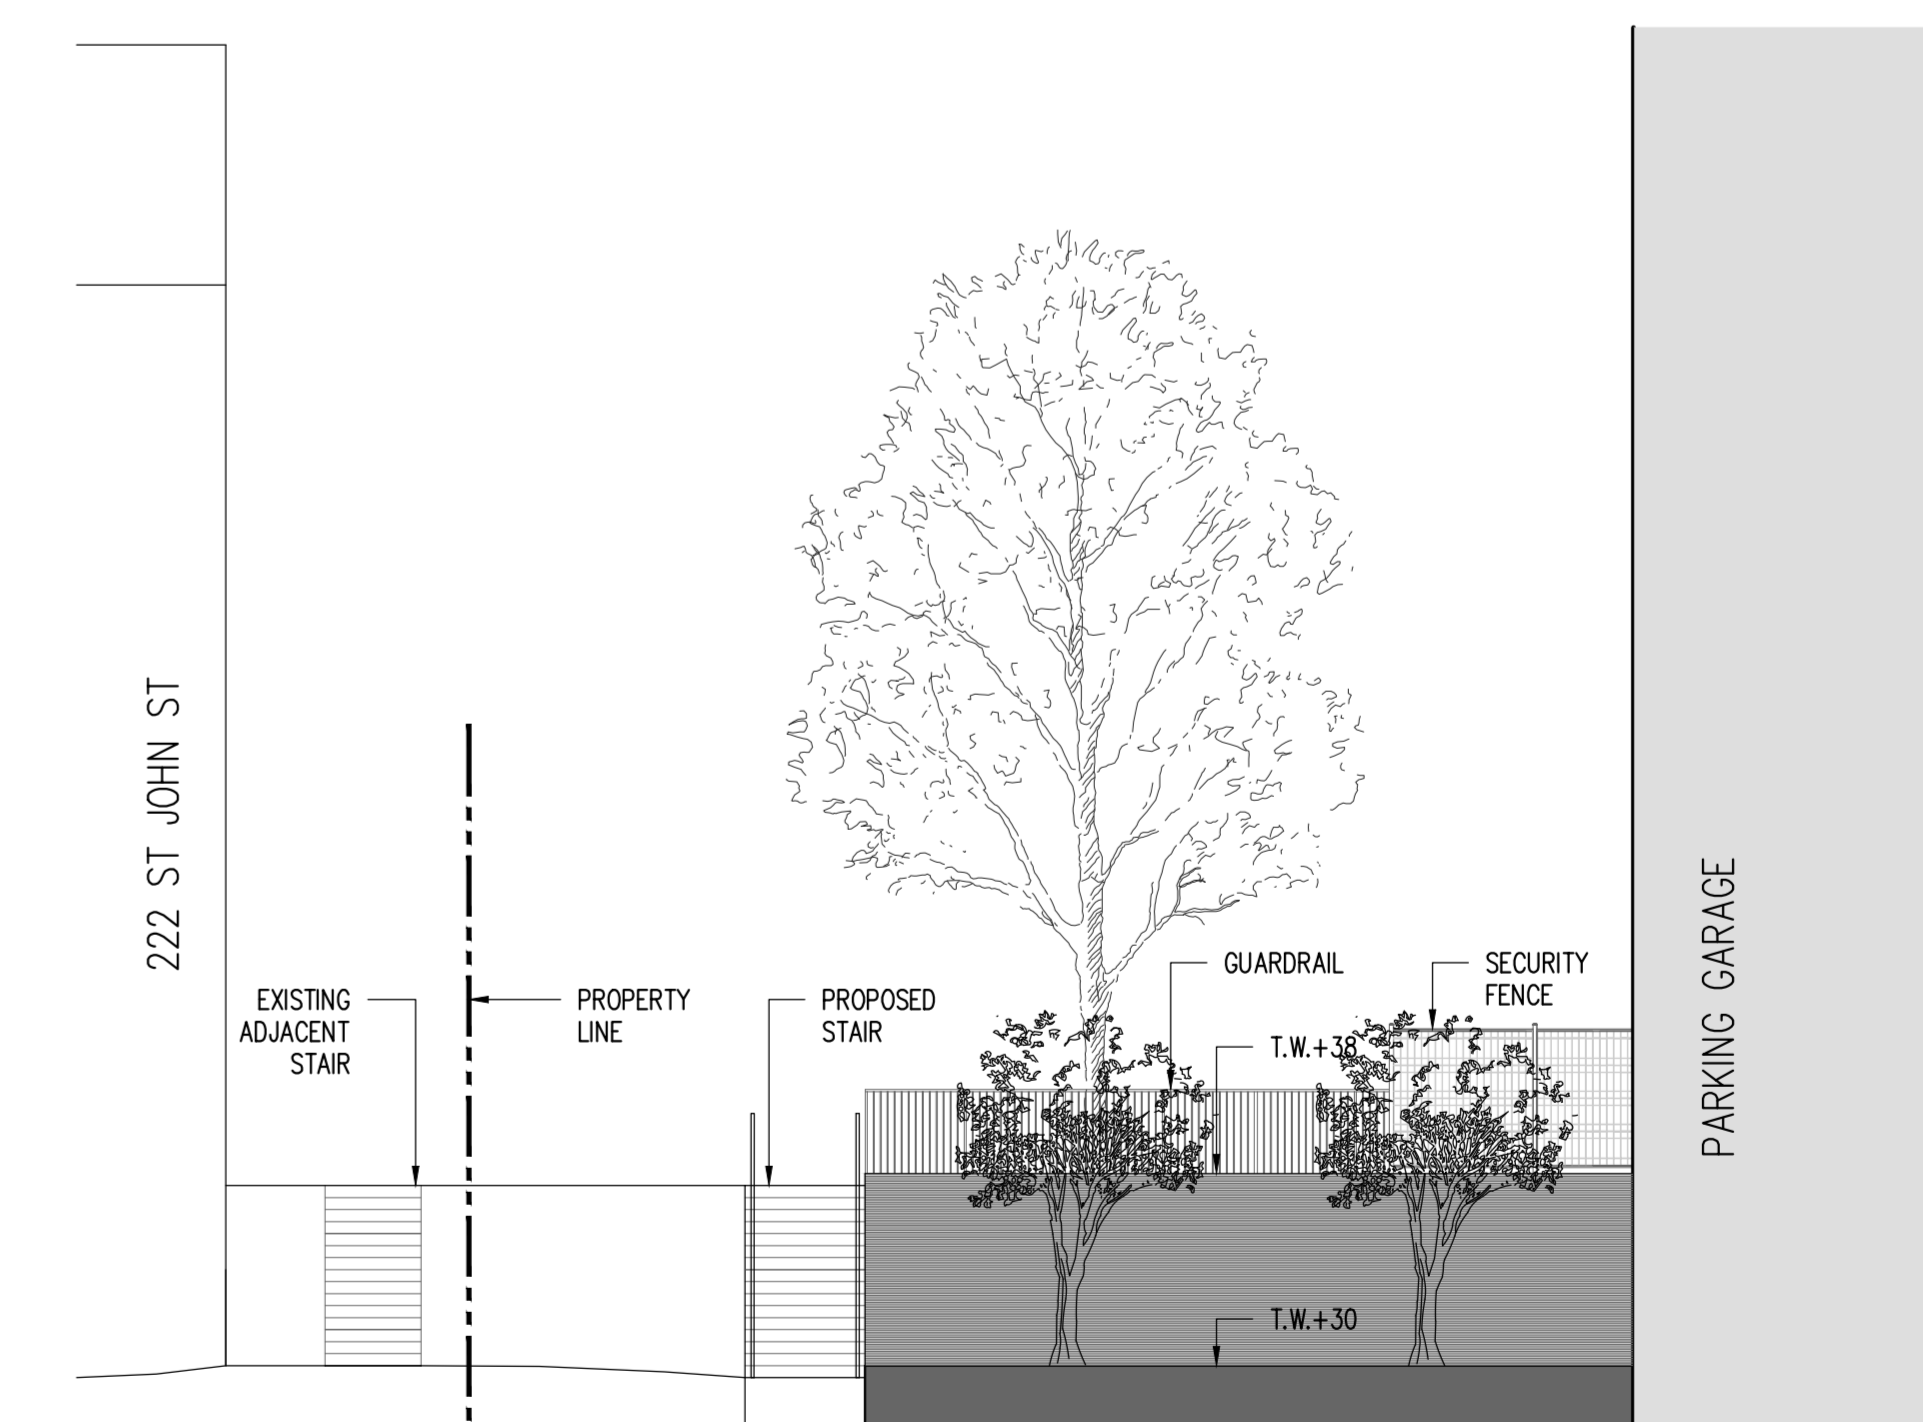 222 ST JOHN ST
EXISTING
ADJACENT
STAIR
PROPERTY
LINE
PROPOSED
STAIR
GUARDRAIL
SECURITY
FENCE
T.W.+38
T.W.+30
PARKING GARAGE